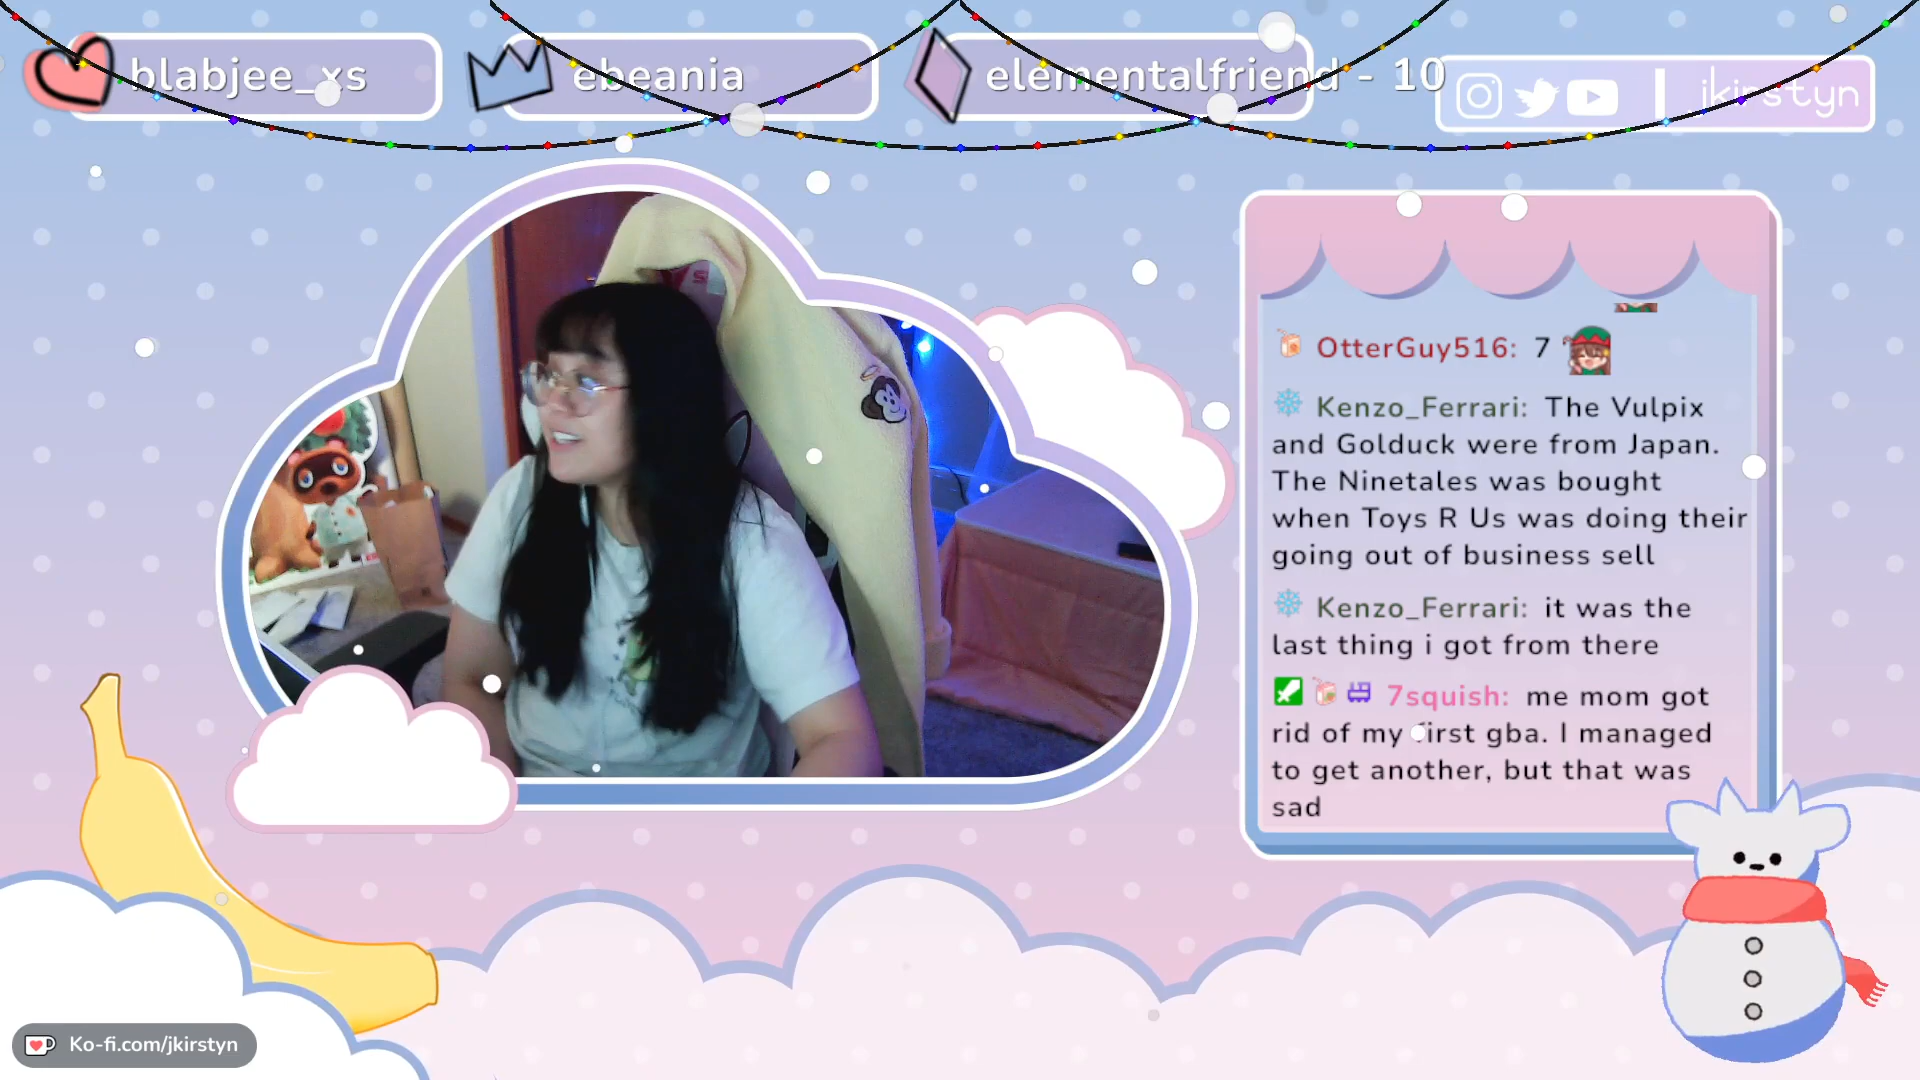 blabjee_xs
ebeania
elementalfriend - 10
jkirstyn
OtterGuy516: 7
Kenzo_Ferrari: The Vulpix
and Golduck were from Japan.
The Ninetales was bought
when Toys R Us was doing their
going out of business sell
Kenzo_Ferrari: it was the
last thing i got from there
7squish: me mom got
rid of my first gba. I managed
to get another, but that was
sad
Ko-fi.com/jkirstyn